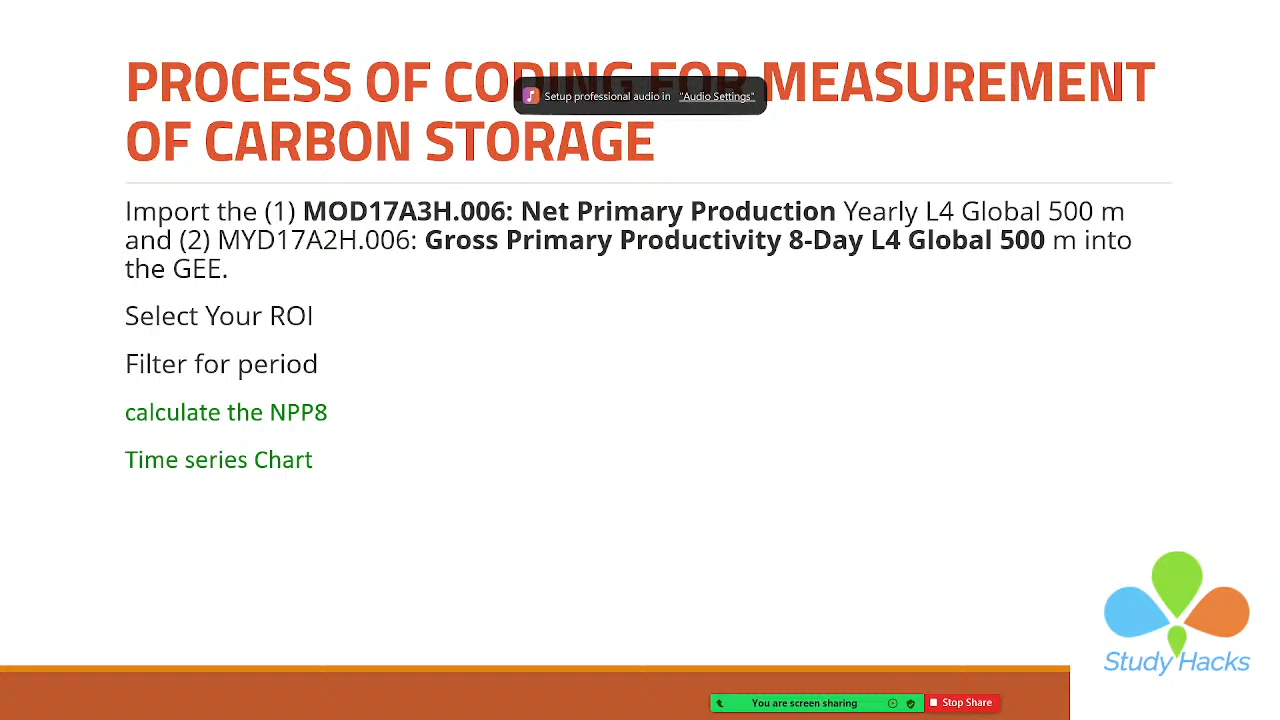 PROCESS OF CODING FOR MEASUREMENT
OF CARBON STORAGE
Setup professional audio in "Audio Settings"
Import the (1) MOD17A3H.006: Net Primary Production Yearly L4 Global 500 m
and (2) MYD17A2H.006: Gross Primary Productivity 8-Day L4 Global 500 m into
the GEE.
Select Your ROI
Filter for period
calculate the NPP8
Time series Chart
Study Hacks
You are screen sharing
Stop Share